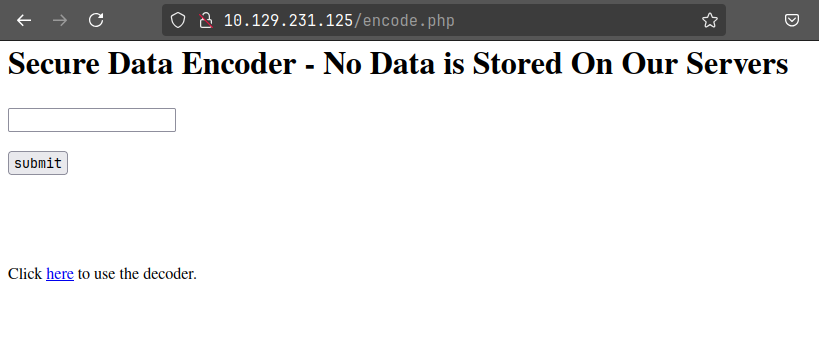 10.129.231.125/encode.php
Secure Data Encoder - No Data is Stored On Our Servers
submit
Click here to use the decoder.